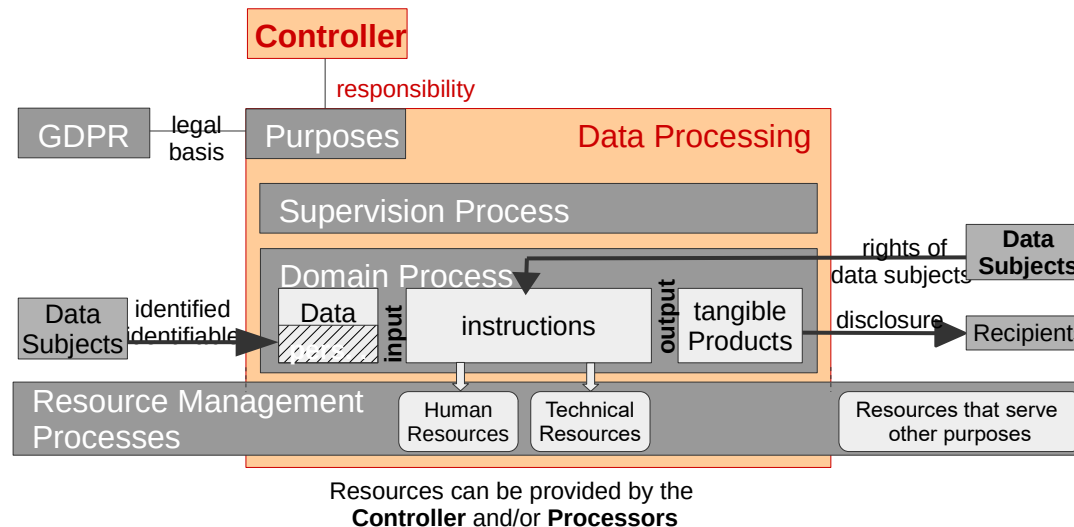 Controller
responsibility
GDPR
legal
basis
Purposes
Data Processing
Supervision Process
Domain Process
rights of
data subjects
Data
Subjects
Data
Subjects
identified
identifiable
Data
input
instructions
output
tangible
Products
disclosure
Recipient
Resource Management
Processes
Human
Resources
Technical
Resources
Resources that serve
other purposes
Resources can be provided by the
Controller and/or Processors